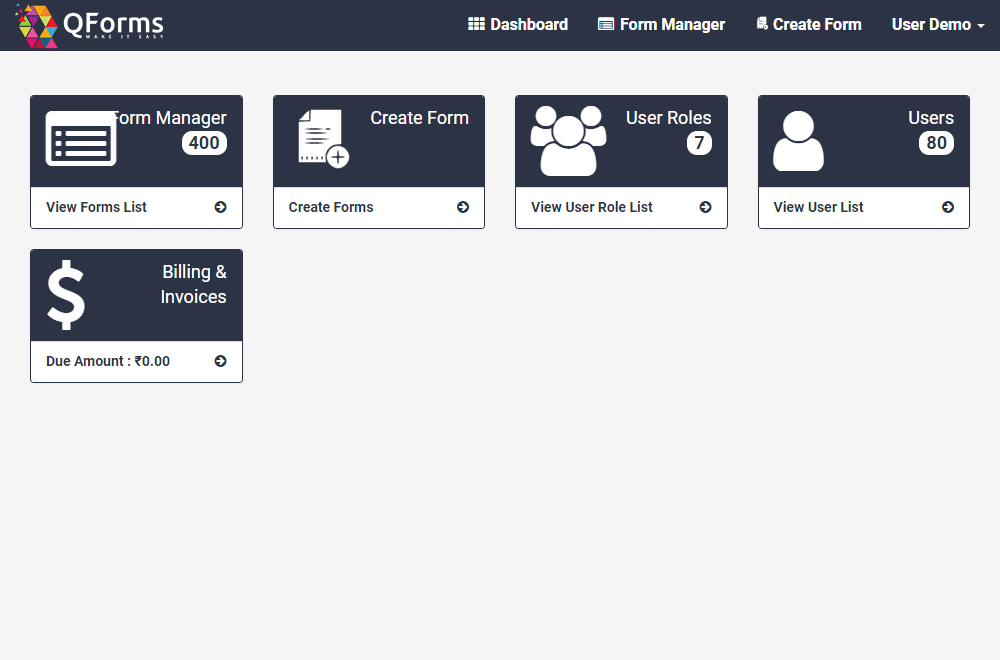 QForms
MAKE IT EASY
Dashboard
Form Manager
Create Form
User Demo
Form Manager
400
View Forms List
Create Form
Create Forms
User Roles
7
View User Role List
Users
80
View User List
Billing &
Invoices
Due Amount : ₹0.00